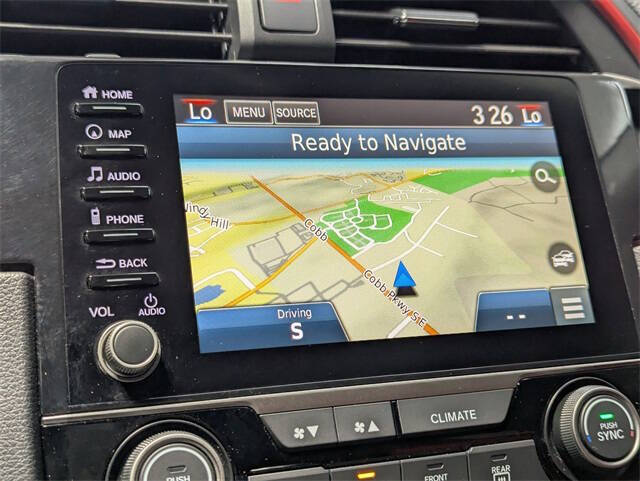 HOME
MAP
AUDIO
PHONE
BACK
VOL AUDIO
Lo MENU SOURCE 3 26 Lo
Ready to Navigate
Windy Hill
Cobb
Cobb Pkwy SE
Driving
S
--
CLIMATE
PUSH
SYNC
PUSH
FRONT
REAR